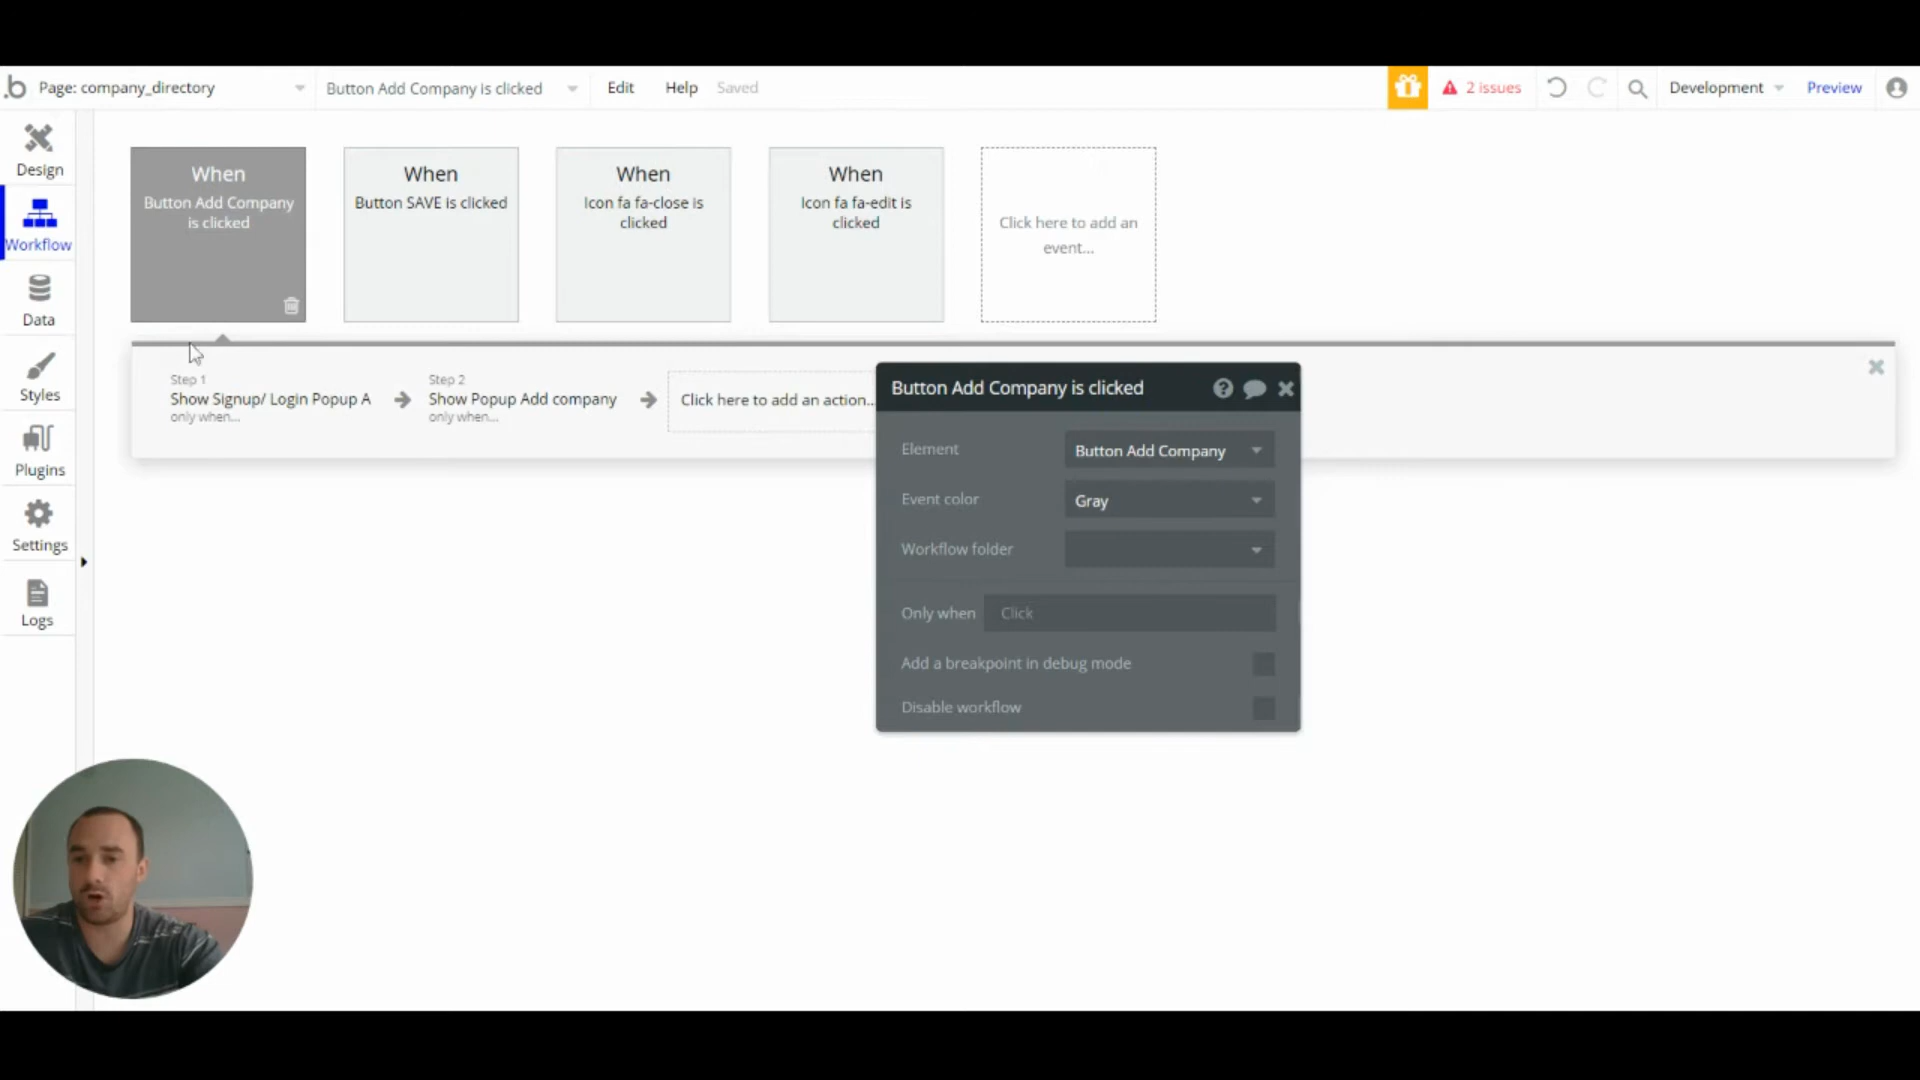 .b Page: company_directory Button Add Company is clicked Edit Help Saved 2 issues Development Preview
Design
Workflow
Data
Styles
Plugins
Settings
Logs
When
Button Add Company
is clicked
When
Button SAVE is clicked
When
Icon fa fa-close is
clicked
When
Icon fa fa-edit is
clicked
Click here to add an
event...
Step 1
Show Signup/ Login Popup A
only when...
Step 2
Show Popup Add company
only when...
Click here to add an action...
Button Add Company is clicked
Element Button Add Company
Event color Gray
Workflow folder
Only when Click
Add a breakpoint in debug mode
Disable workflow